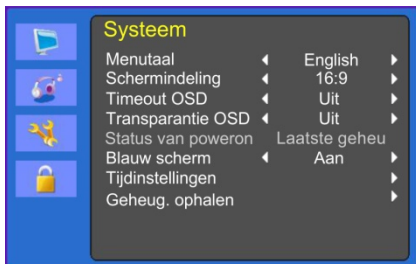 Systeem
Menutaal English
Schermindeling 16:9
Timeout OSD Uit
Transparantie OSD Uit
Status van poweron Laatste geheu
Blauw scherm Aan
Tijdinstellingen
Geheug. ophalen